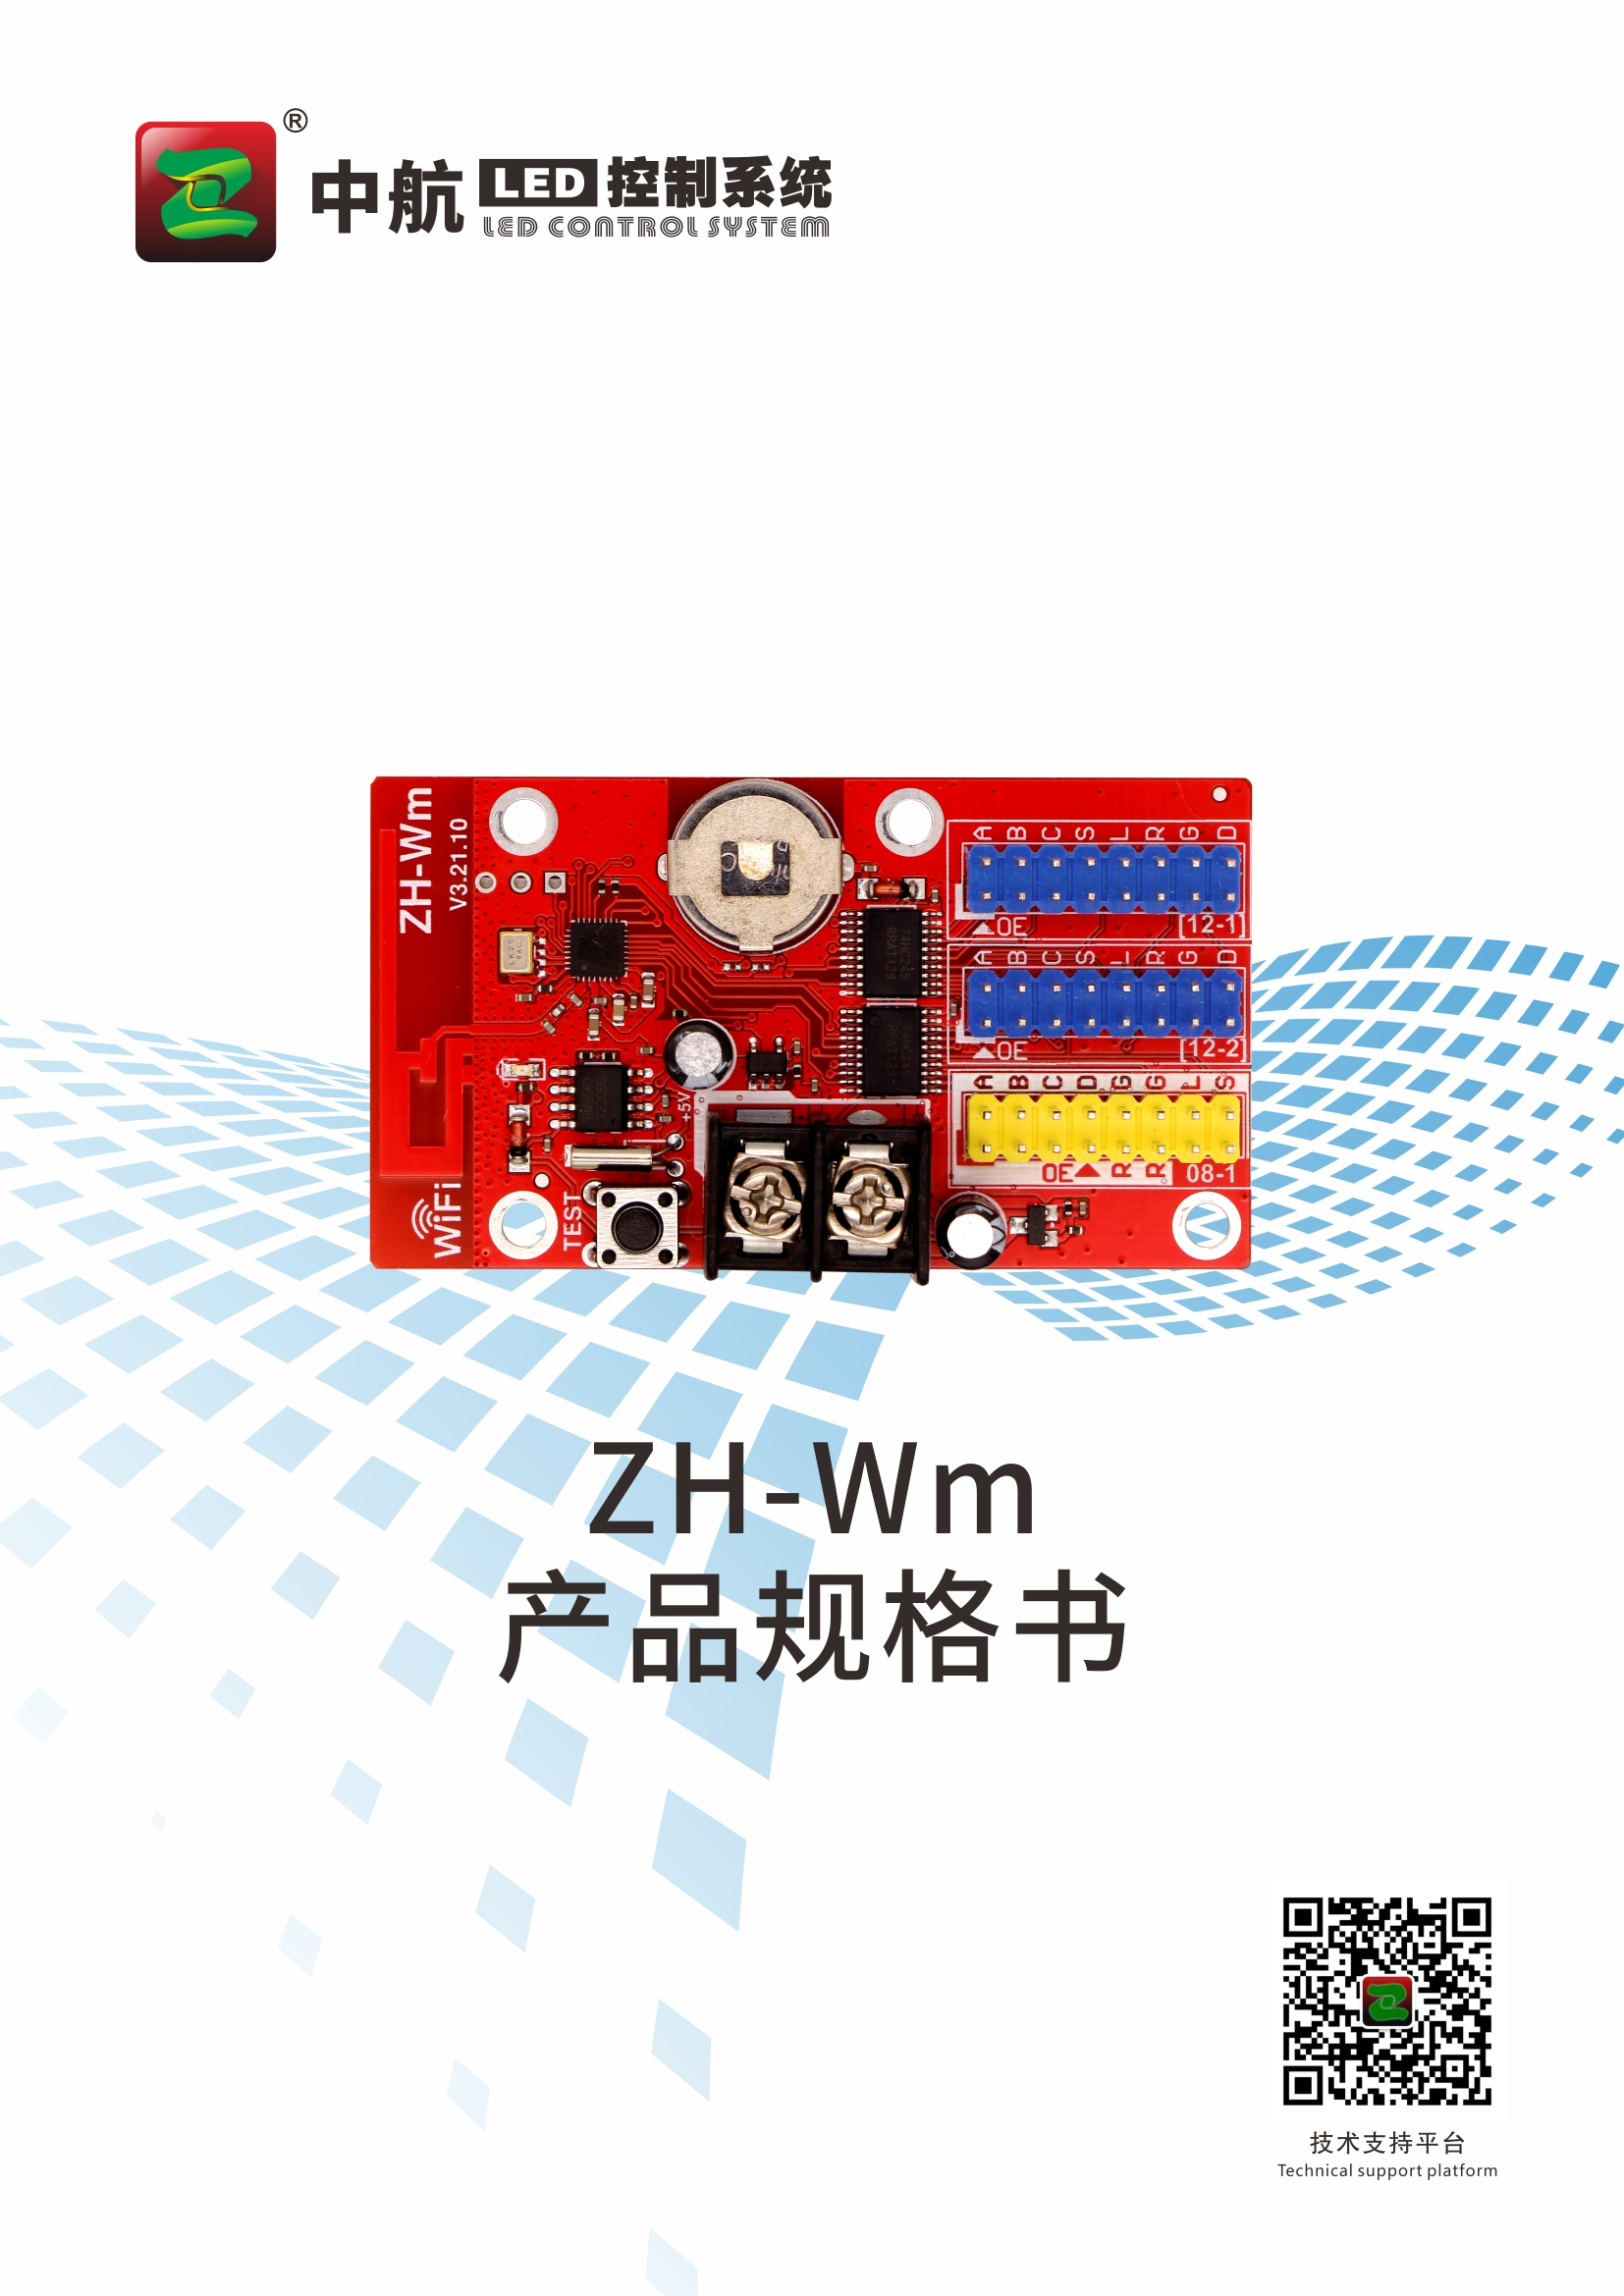 ®
中航 LED 控制系统
LED CONTROL SYSTEM
ZH-Wm
V3.21.10
A B C S L R G D
OE [12-1]
A B C S L R G D
OE [12-2]
A B C D G G L S
OE R R 08-1
74HC245
74HC245
+5V
TEST
WiFi
ZH-Wm
产品规格书
技术支持平台
Technical support platform